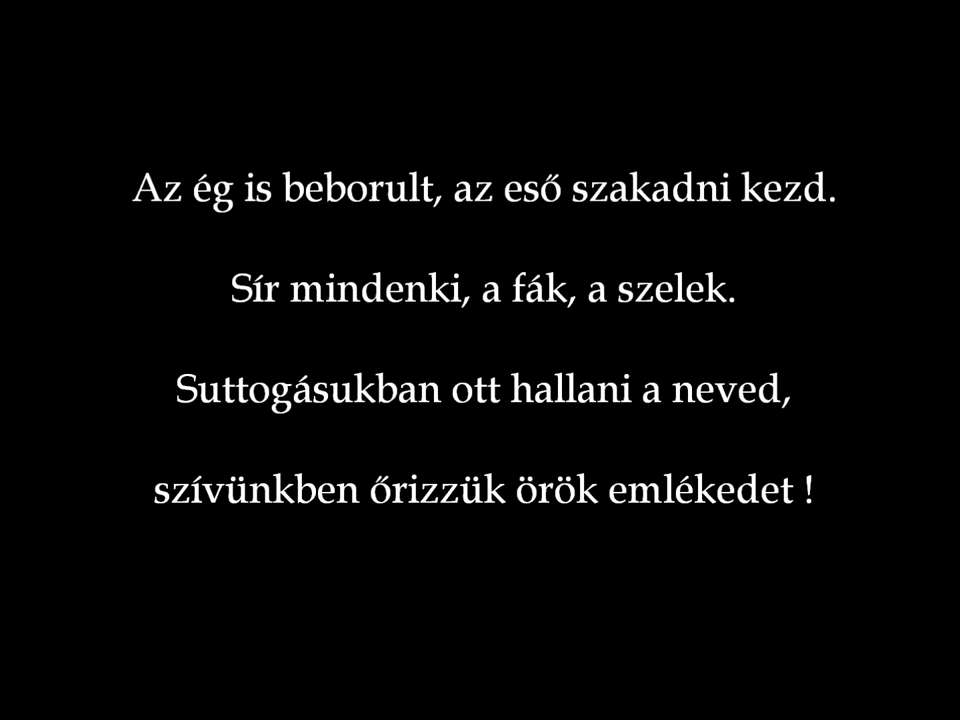 Az ég is beborult, az eső szakadni kezd.
Sír mindenki, a fák, a szelek.
Suttogásukban ott hallani a neved,
szívünkben őrizzük örök emlékedet !